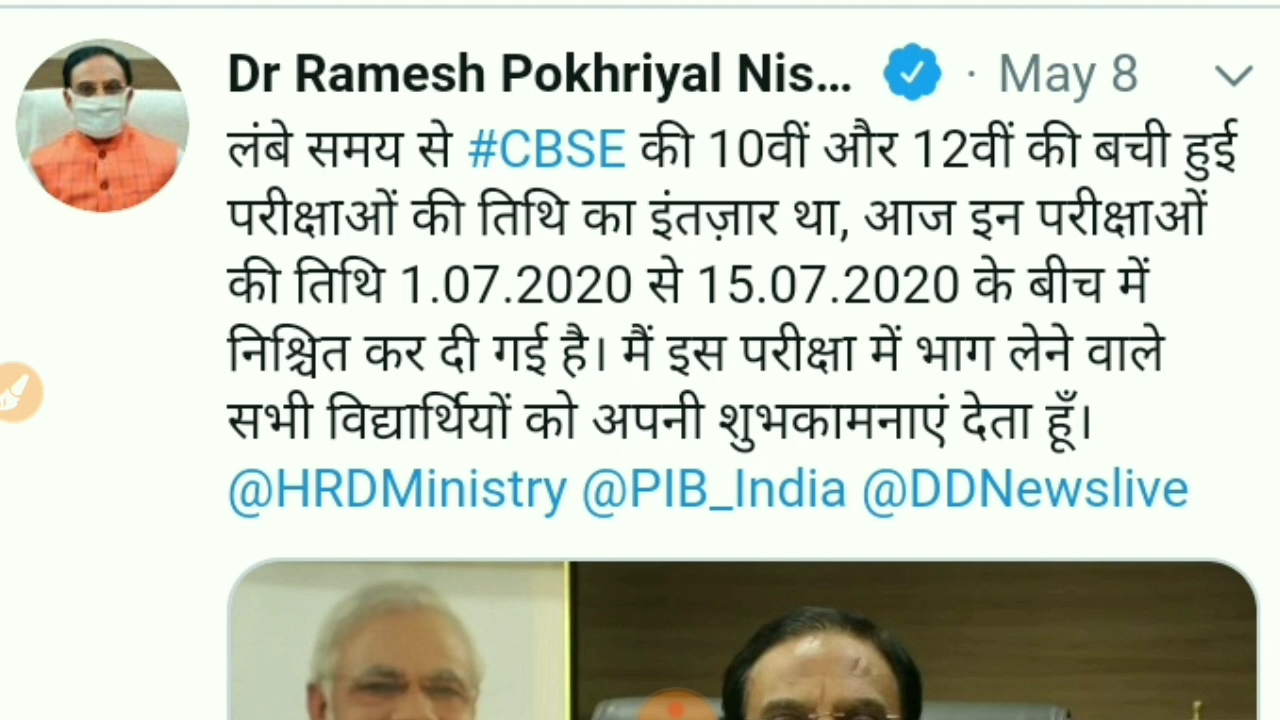 Dr Ramesh Pokhriyal Nis... · May 8
लंबे समय से #CBSE की 10वीं और 12वीं की बची हुई
परीक्षाओं की तिथि का इंतज़ार था, आज इन परीक्षाओं
की तिथि 1.07.2020 से 15.07.2020 के बीच में
निश्चित कर दी गई है। मैं इस परीक्षा में भाग लेने वाले
सभी विद्यार्थियों को अपनी शुभकामनाएं देता हूँ।
@HRDMinistry @PIB_India @DDNewslive